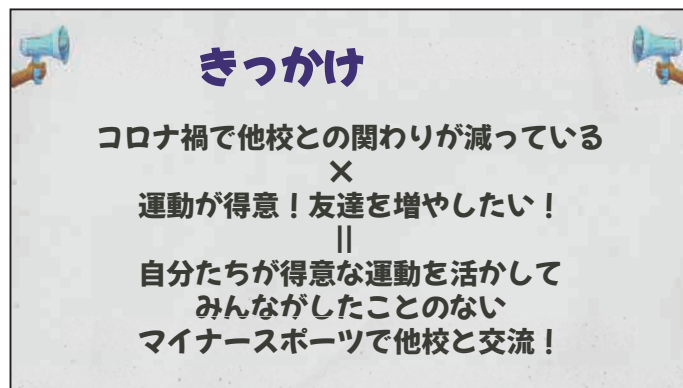 きっかけ
コロナ禍で他校との関わりが減っている
×
運動が得意！友達を増やしたい！
||
自分たちが得意な運動を活かして
みんながしたことのない
マイナースポーツで他校と交流！